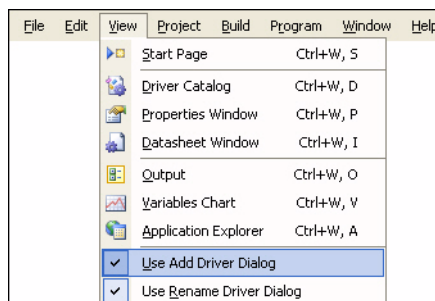 File Edit View Project Build Program Window Help
Start Page Ctrl+W, S
Driver Catalog Ctrl+W, D
Properties Window Ctrl+W, P
Datasheet Window Ctrl+W, I
Output Ctrl+W, O
Variables Chart Ctrl+W, V
Application Explorer Ctrl+W, A
Use Add Driver Dialog
Use Rename Driver Dialog